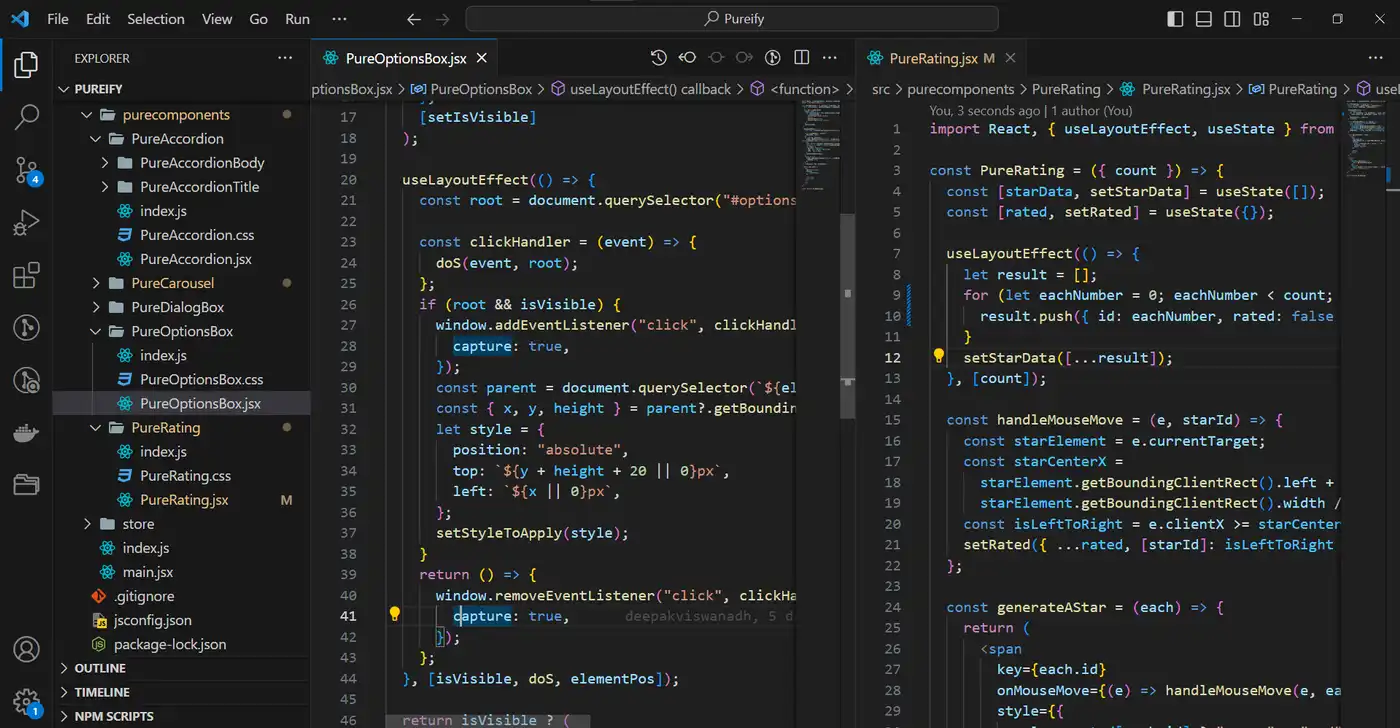 File Edit Selection View Go Run ··· Pureify
EXPLORER ···
PUREIFY
purecomponents
PureAccordion
PureAccordionBody
PureAccordionTitle
index.js
PureAccordion.css
PureAccordion.jsx
PureCarousel
PureDialogBox
PureOptionsBox
index.js
PureOptionsBox.css
PureOptionsBox.jsx
PureRating
index.js
PureRating.css
PureRating.jsx M
store
index.js
main.jsx
.gitignore
jsconfig.json
package-lock.json
OUTLINE
TIMELINE
NPM SCRIPTS
4
1
PureOptionsBox.jsx
ptionsBox.jsx > PureOptionsBox > useLayoutEffect() callback > <function> >
17 [setIsVisible]
18 );
19
20 useLayoutEffect(() => {
21 const root = document.querySelector("#options
22
23 const clickHandler = (event) => {
24 doS(event, root);
25 };
26 if (root && isVisible) {
27 window.addEventListener("click", clickHandl
28 capture: true,
29 });
30 const parent = document.querySelector(`${el
31 const { x, y, height } = parent?.getBoundin
32 let style = {
33 position: "absolute",
34 top: `${y + height + 20 || 0}px`,
35 left: `${x || 0}px`,
36 };
37 setStyleToApply(style);
38 }
39 return () => {
40 window.removeEventListener("click", clickHa
41 capture: true, deepakviswanadh, 5 d
42 });
43 };
44 }, [isVisible, doS, elementPos]);
45
46 return isVisible ? (
PureRating.jsx M
src > purecomponents > PureRating > PureRating.jsx > PureRating > useL
You, 3 seconds ago | 1 author (You)
1 import React, { useLayoutEffect, useState } from
2
3 const PureRating = ({ count }) => {
4 const [starData, setStarData] = useState([]);
5 const [rated, setRated] = useState({});
6
7 useLayoutEffect(() => {
8 let result = [];
9 for (let eachNumber = 0; eachNumber < count;
10 result.push({ id: eachNumber, rated: false
11 }
12 setStarData([...result]);
13 }, [count]);
14
15 const handleMouseMove = (e, starId) => {
16 const starElement = e.currentTarget;
17 const starCenterX =
18 starElement.getBoundingClientRect().left +
19 starElement.getBoundingClientRect().width /
20 const isLeftToRight = e.clientX >= starCenter
21 setRated({ ...rated, [starId]: isLeftToRight
22 };
23
24 const generateAStar = (each) => {
25 return (
26 <span
27 key={each.id}
28 onMouseMove={(e) => handleMouseMove(e, ea
29 style={{